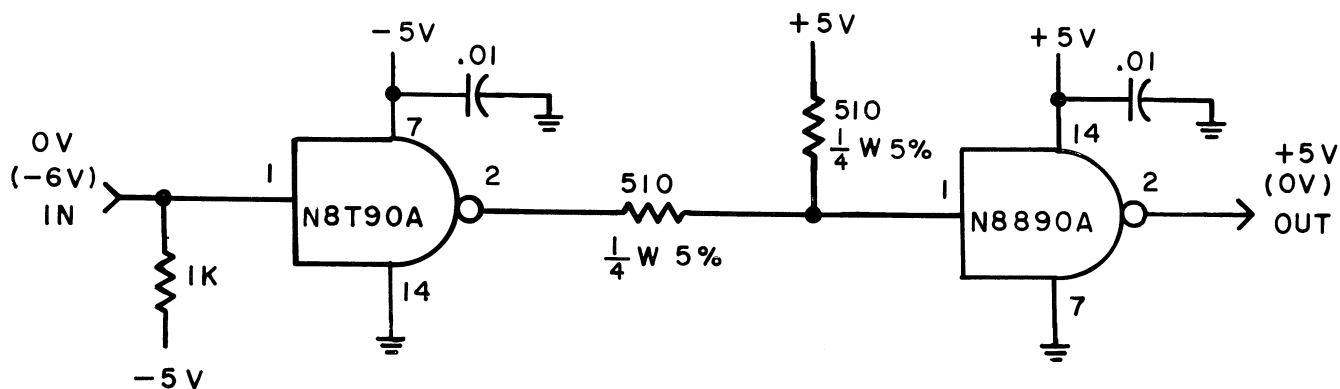 -5V
.01
7
0V
(-6V)
IN
1
N8T90A
2
1K
-5V
14
510
1/4 W 5%
+5V
510
1/4 W 5%
+5V
.01
14
1
N8890A
2
7
+5V
(0V)
OUT